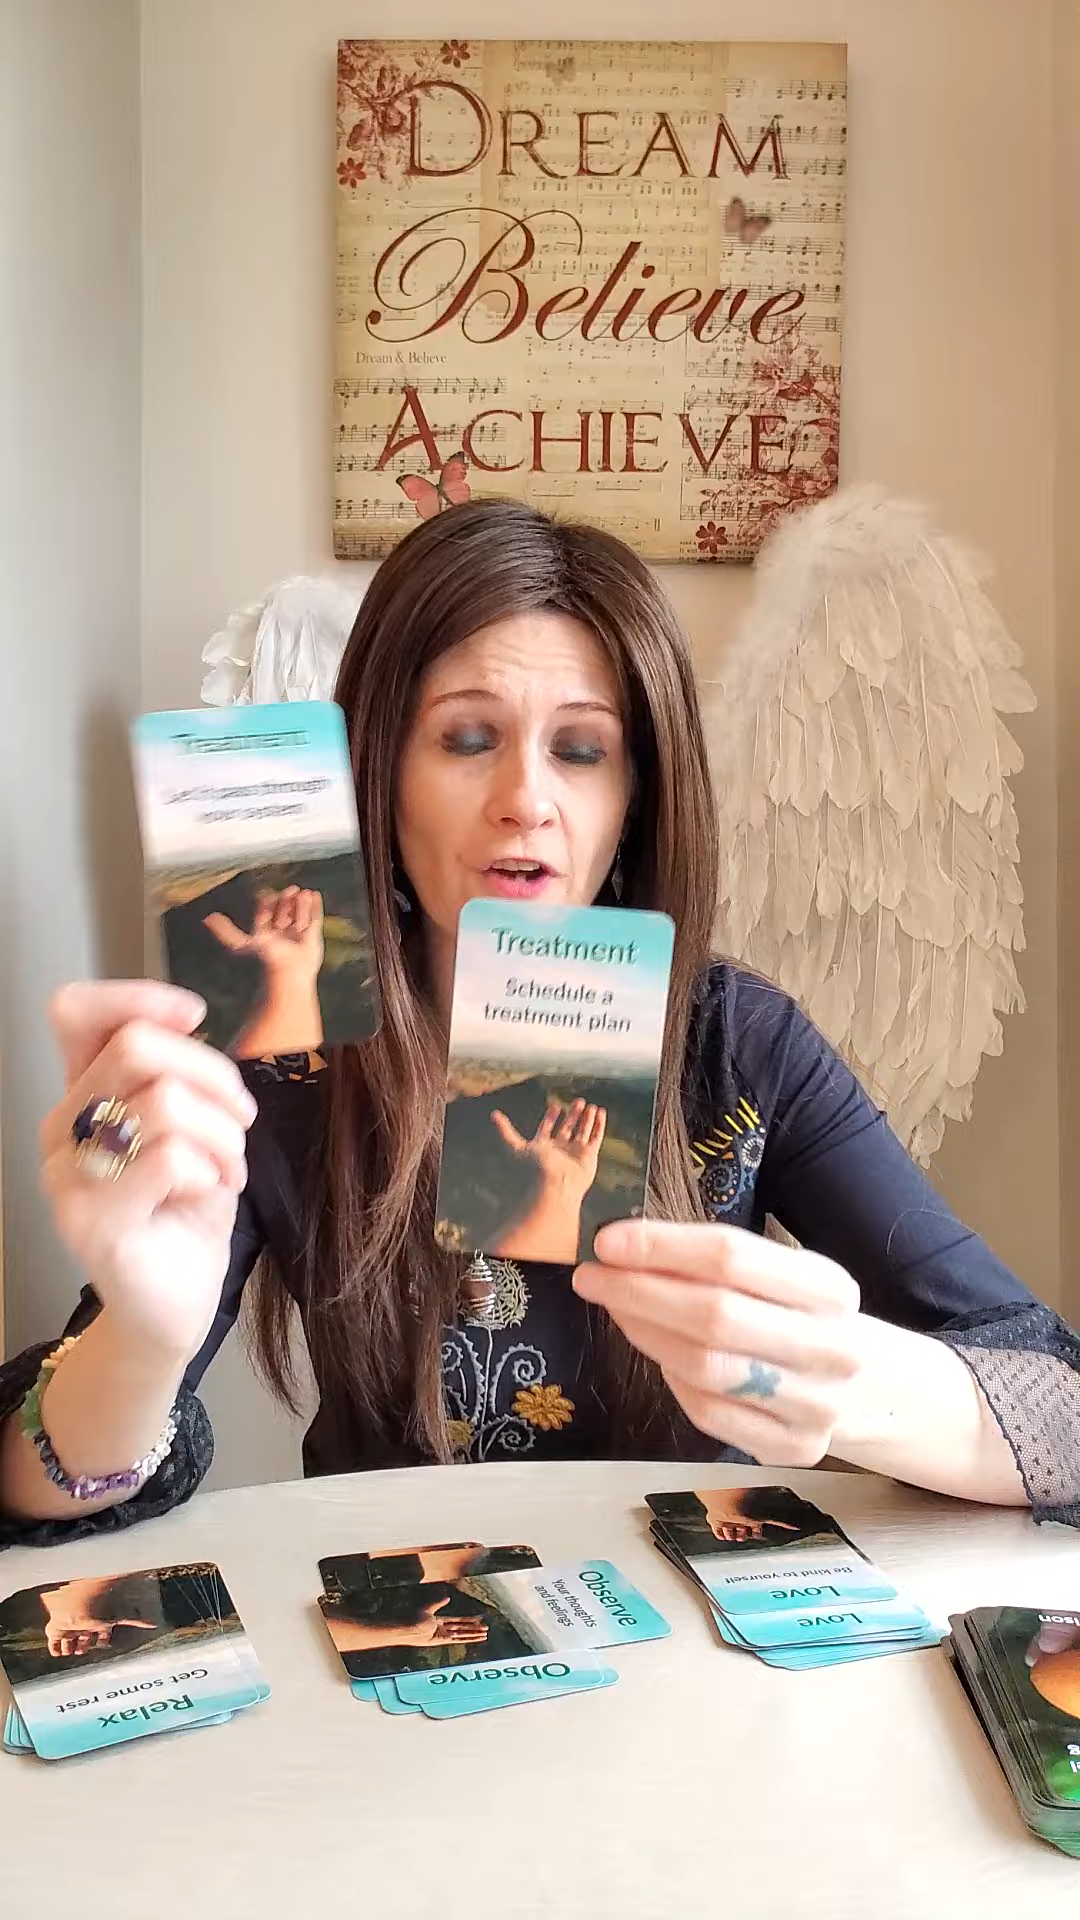 DREAM
Believe
Dream & Believe
ACHIEVE
Treatment
Treatment
Schedule a
treatment plan
Observe
Your thoughts
and feelings
Observe
Be kind to yourself
Love
Love
Get some rest
Relax